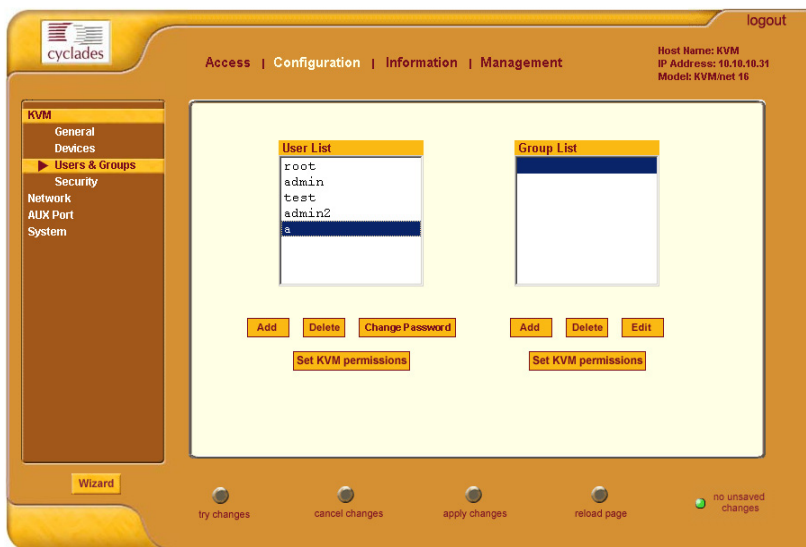 logout
cyclades
Access | Configuration | Information | Management
Host Name: KVM
IP Address: 10.10.10.31
Model: KVM/net 16
KVM
General
Devices
Users & Groups
Security
Network
AUX Port
System
User List
root
admin
test
admin2
a
Group List
Add Delete Change Password
Set KVM permissions
Add Delete Edit
Set KVM permissions
Wizard
try changes
cancel changes
apply changes
reload page
no unsaved
changes